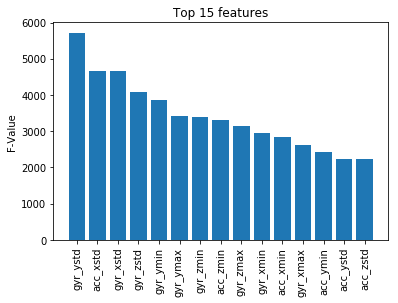 Top 15 features
F-Value
6000
5000
4000
3000
2000
1000
0
gyr_ystd
acc_xstd
gyr_xstd
gyr_zstd
gyr_ymin
gyr_ymax
gyr_zmin
acc_zmin
gyr_zmax
gyr_xmin
acc_xmin
gyr_xmax
acc_ymin
acc_ystd
acc_zstd